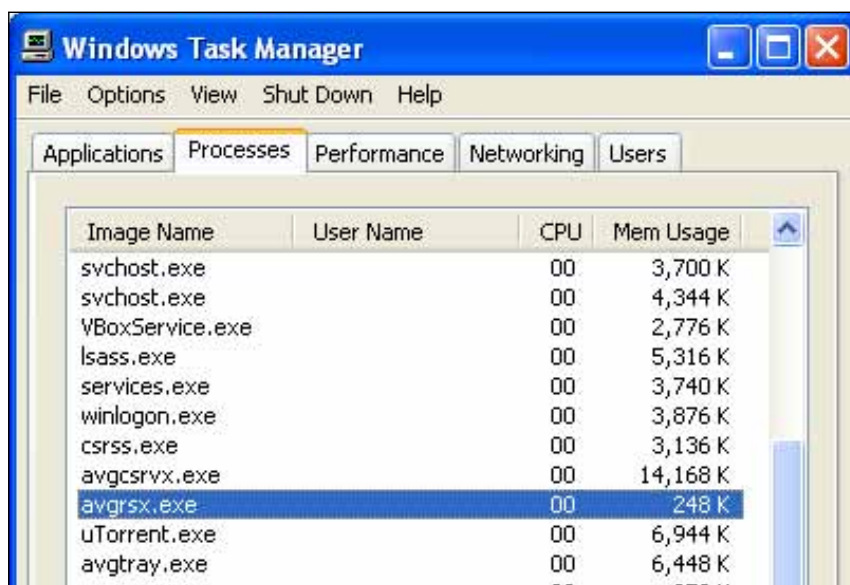 Windows Task Manager
File Options View Shut Down Help
Applications Processes Performance Networking Users
Image Name User Name CPU Mem Usage
svchost.exe 00 3,700 K
svchost.exe 00 4,344 K
VBoxService.exe 00 2,776 K
lsass.exe 00 5,316 K
services.exe 00 3,740 K
winlogon.exe 00 3,876 K
csrss.exe 00 3,136 K
avgcsrvx.exe 00 14,168 K
avgrsx.exe 00 248 K
uTorrent.exe 00 6,944 K
avgtray.exe 00 6,448 K